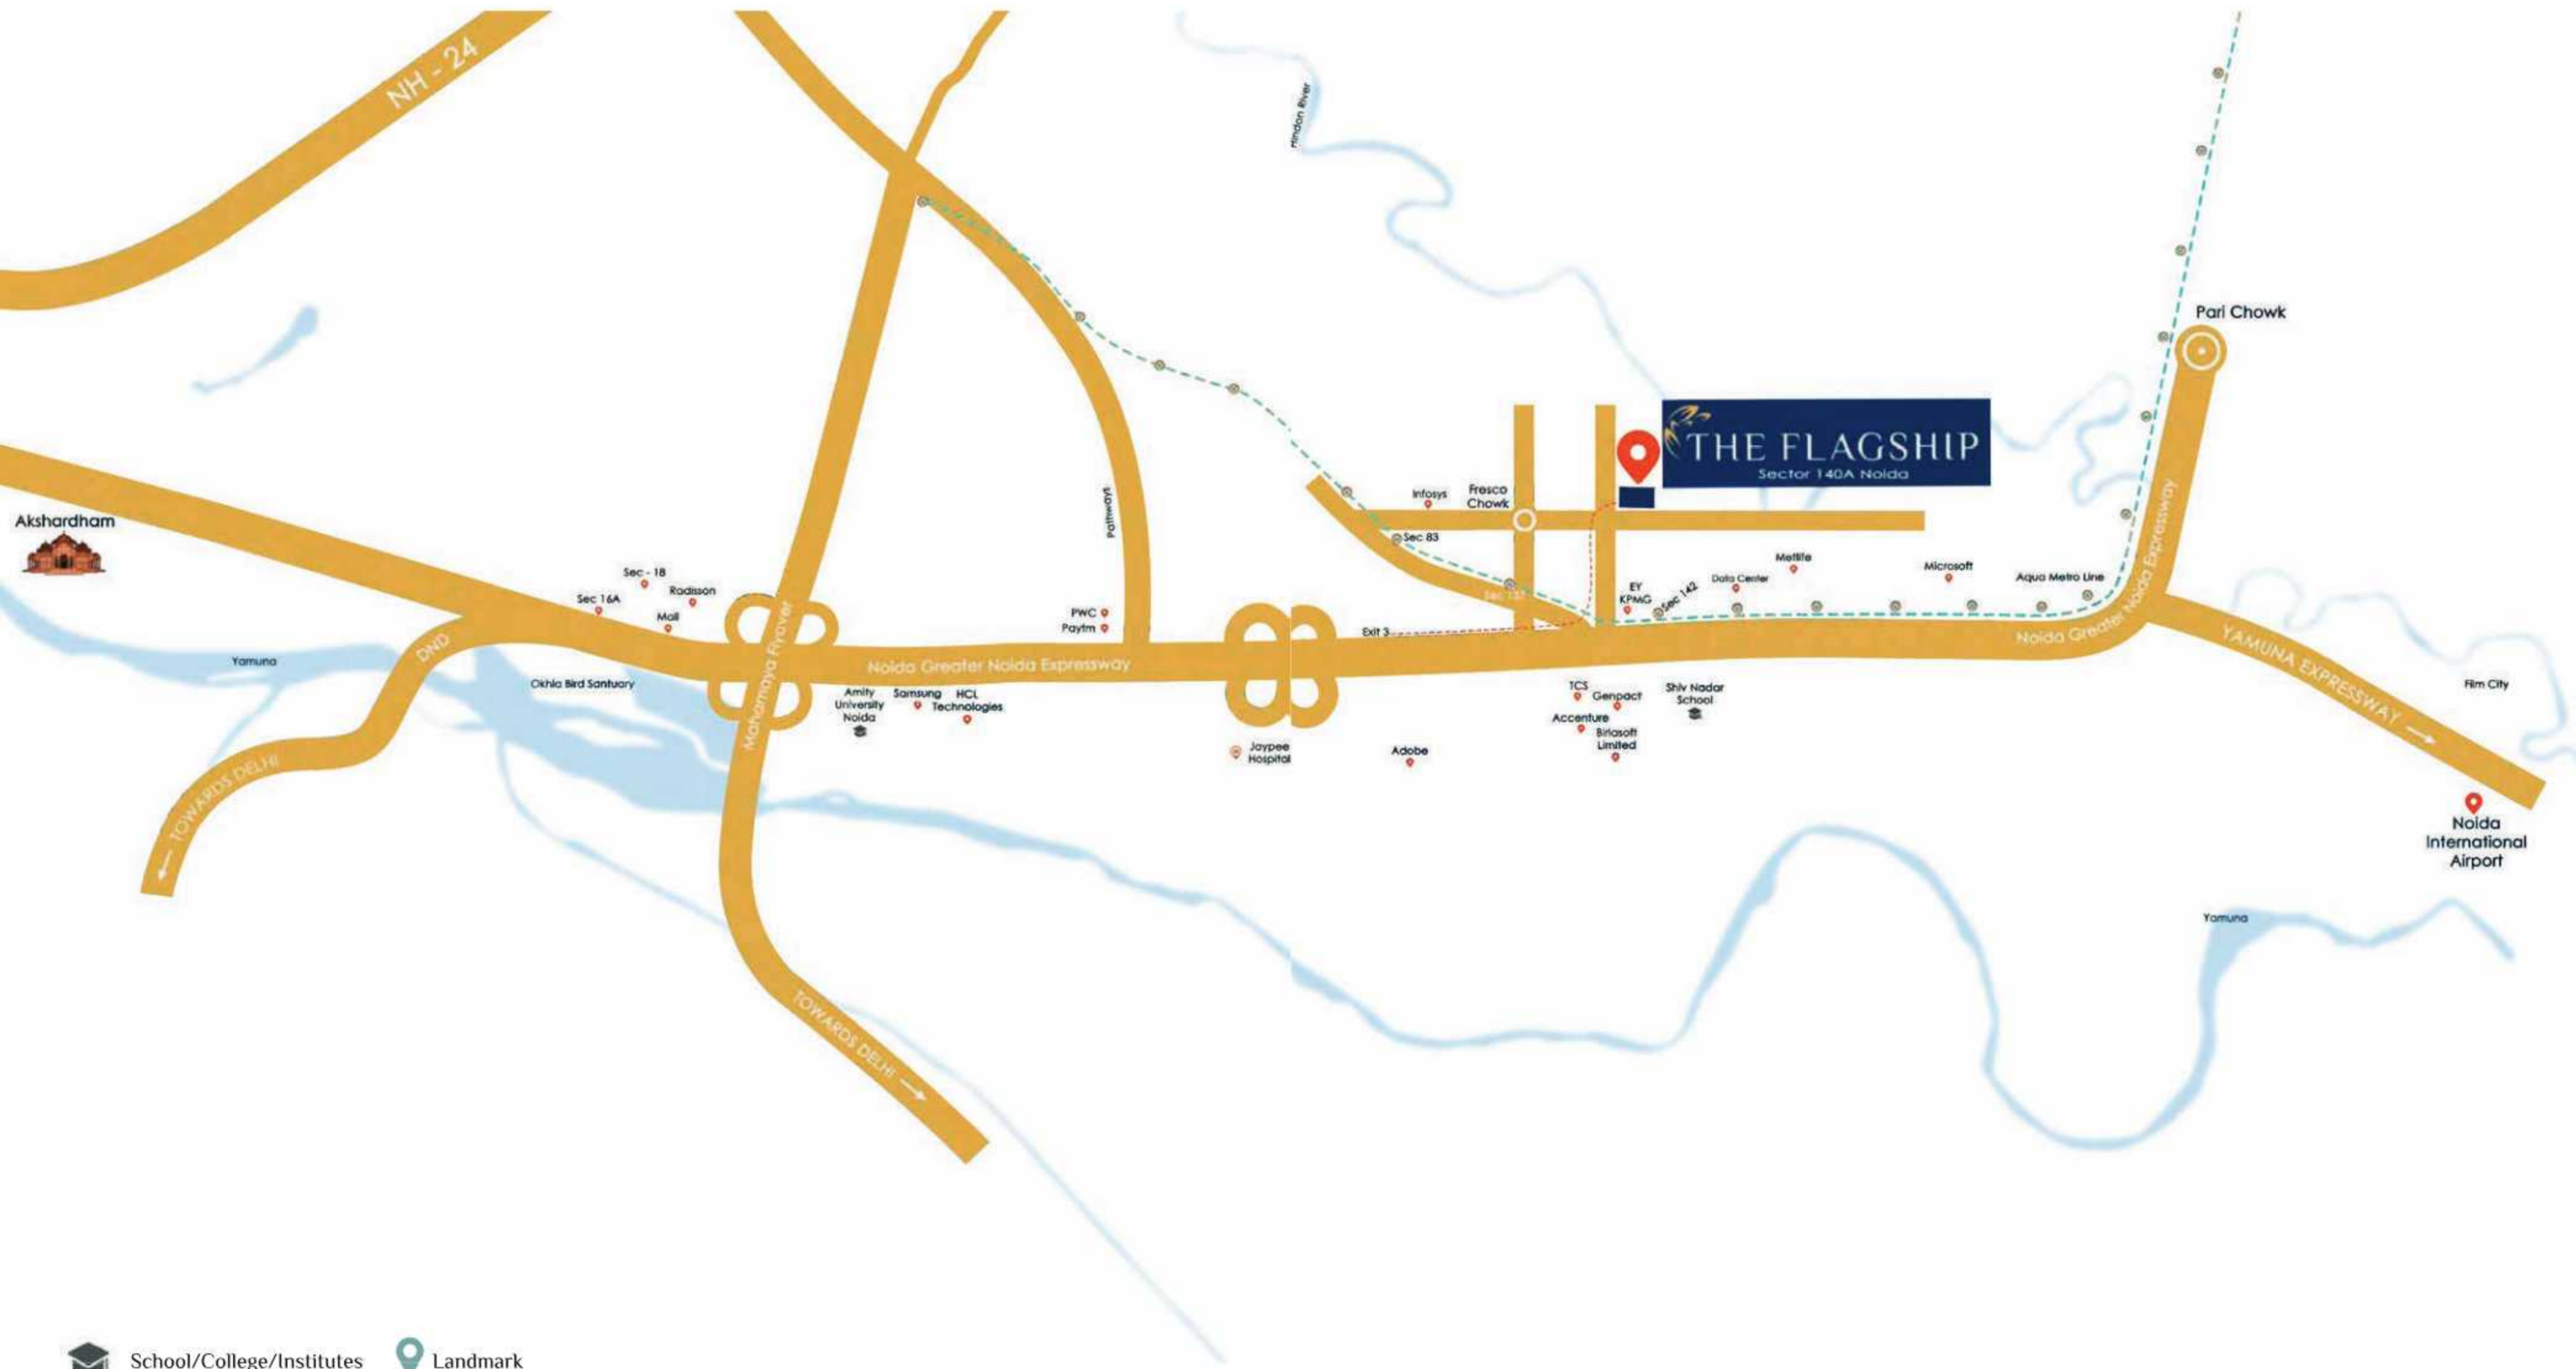 NH - 24
Hindon River
Pari Chowk
THE FLAGSHIP
Sector 140A Noida
Infosys
Fresco
Chowk
Pathways
Akshardham
Sec 83
Sec - 18
Sec 16A
Radisson
Mall
Metlife
Data Center
Microsoft
Aqua Metro Line
EY
KPMG
Sec 142
PWC
Paytm
Exit 3
DND
Yamuna
Okhla Bird Santuary
Mahamaya Flyover
Noida Greater Noida Expressway
Noida Greater Noida Expressway
YAMUNA EXPRESSWAY
Film City
Amity
University
Noida
Samsung
HCL
Technologies
TCS
Genpact
Shiv Nadar
School
Accenture
Birlasoft
Limited
Jaypee
Hospital
Adobe
TOWARDS DELHI
Noida
International
Airport
Yamuna
TOWARDS DELHI
School/College/Institutes
Landmark